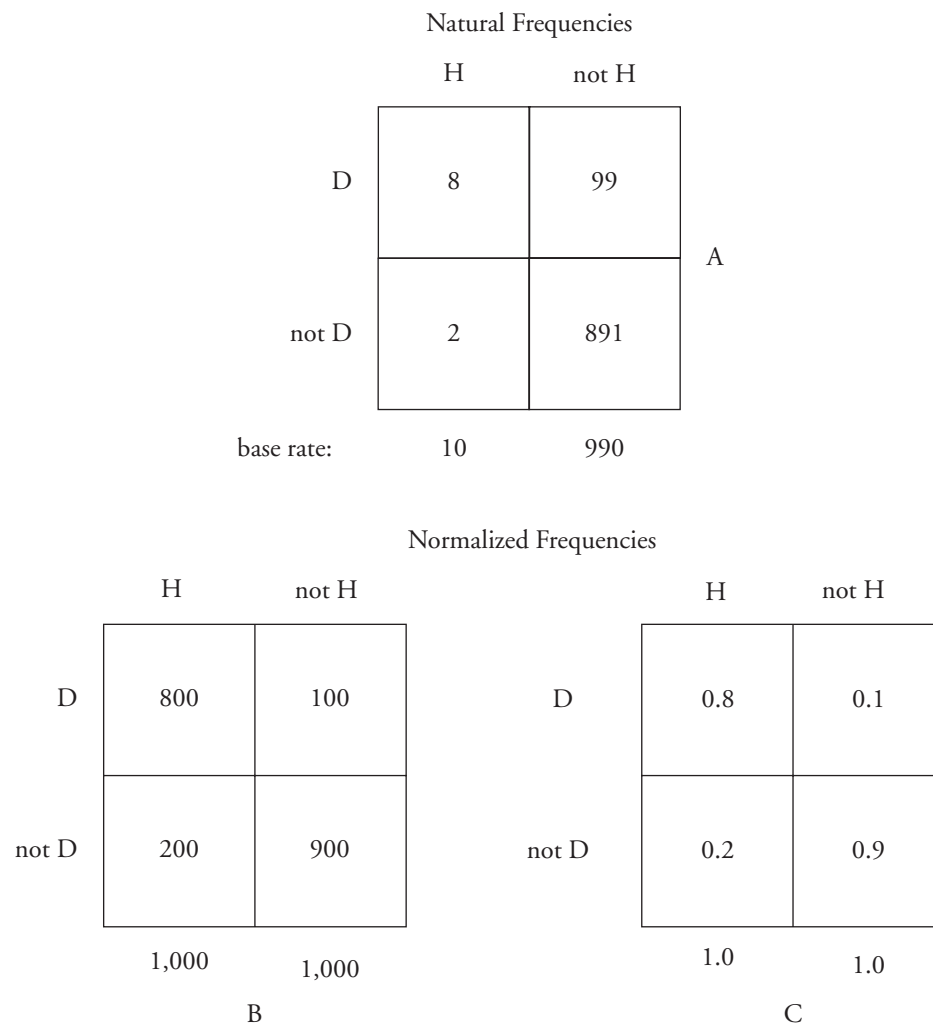 Natural Frequencies
H not H
D 8 99
A
not D 2 891
base rate: 10 990
Normalized Frequencies
H not H H not H
D 800 100 D 0.8 0.1
not D 200 900 not D 0.2 0.9
1,000 1,000 1.0 1.0
B C